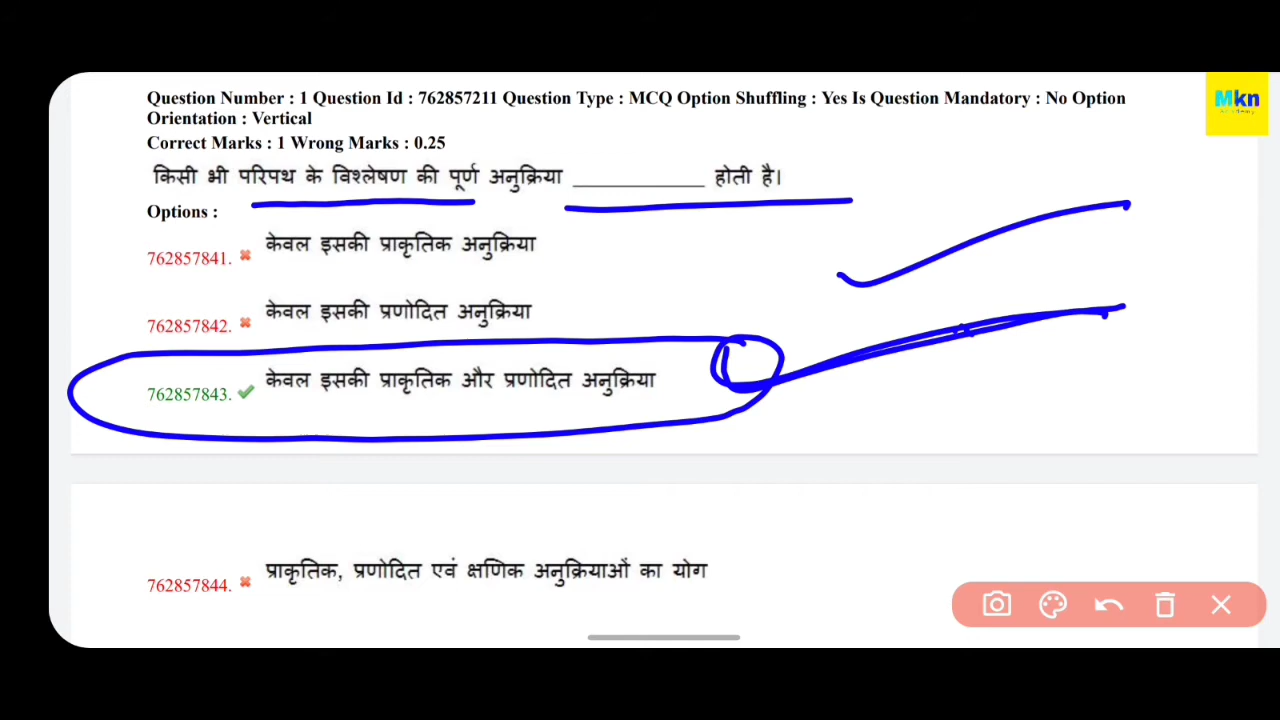 Question Number : 1 Question Id : 762857211 Question Type : MCQ Option Shuffling : Yes Is Question Mandatory : No Option
Orientation : Vertical
Correct Marks : 1 Wrong Marks : 0.25
किसी भी परिपथ के विश्लेषण की पूर्ण अनुक्रिया ____________ होती है।
Options :
762857841. केवल इसकी प्राकृतिक अनुक्रिया
762857842. केवल इसकी प्रणोदित अनुक्रिया
762857843. केवल इसकी प्राकृतिक और प्रणोदित अनुक्रिया
762857844. प्राकृतिक, प्रणोदित एवं क्षणिक अनुक्रियाओं का योग
Mkn